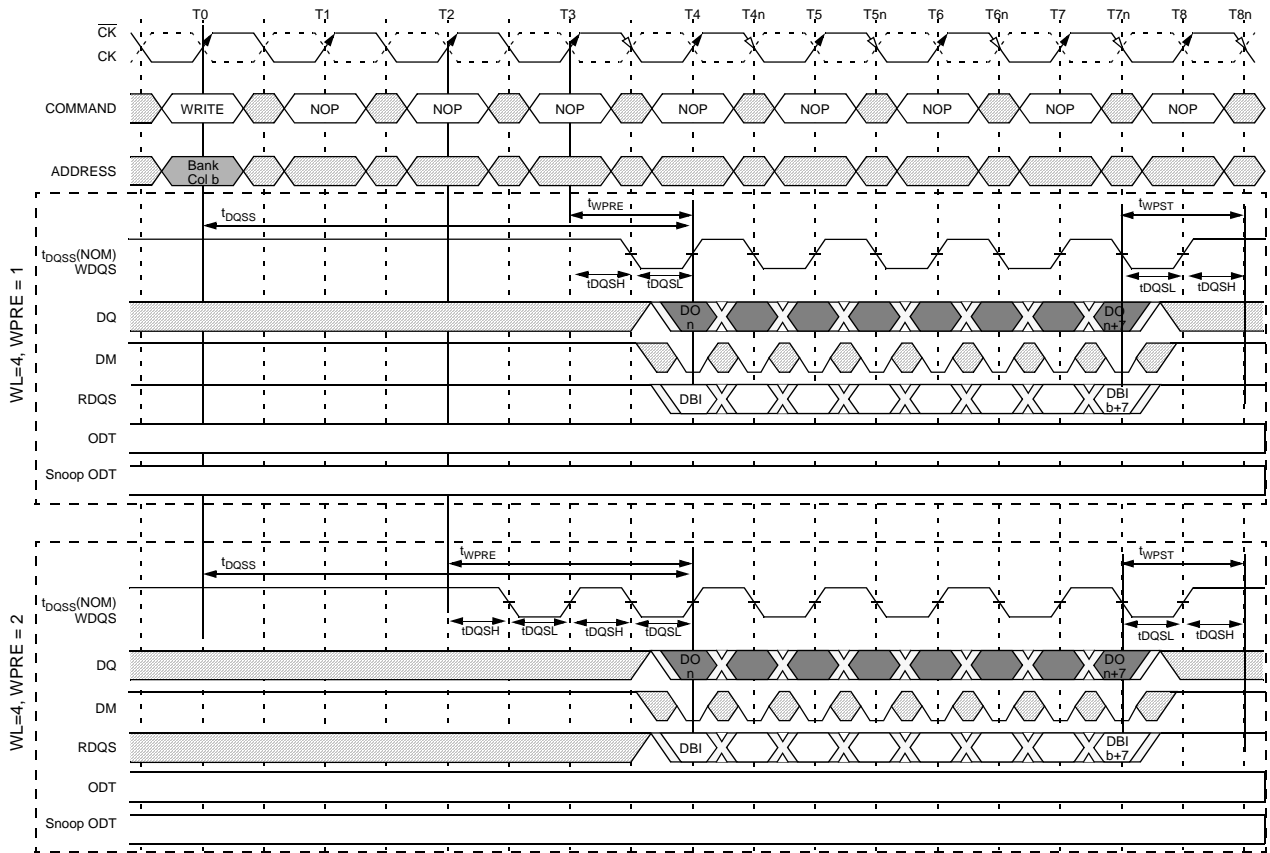 T0 T1 T2 T3 T4 T4n T5 T5n T6 T6n T7 T7n T8 T8n
CK
CK
COMMAND WRITE NOP NOP NOP NOP NOP NOP NOP NOP
ADDRESS Bank
Col b
WL=4, WPRE = 1
tWPRE tWPST
tDQSS
tDQSS(NOM)
WDQS
tDQSH tDQSL tDQSL tDQSH
DQ DO
n DO
n+7
DM
RDQS DBI DBI
b+7
ODT
Snoop ODT
WL=4, WPRE = 2
tWPRE tWPST
tDQSS
tDQSS(NOM)
WDQS
tDQSH tDQSL tDQSH tDQSL tDQSL tDQSH
DQ DO
n DO
n+7
DM
RDQS DBI DBI
b+7
ODT
Snoop ODT